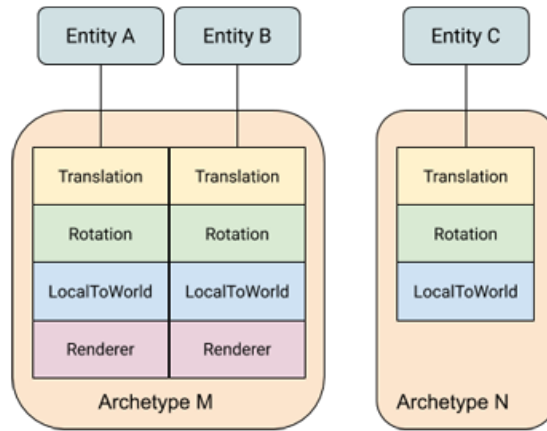 Entity A
Entity B
Entity C
Translation Translation Translation
Rotation Rotation Rotation
LocalToWorld LocalToWorld LocalToWorld
Renderer Renderer
Archetype M
Archetype N